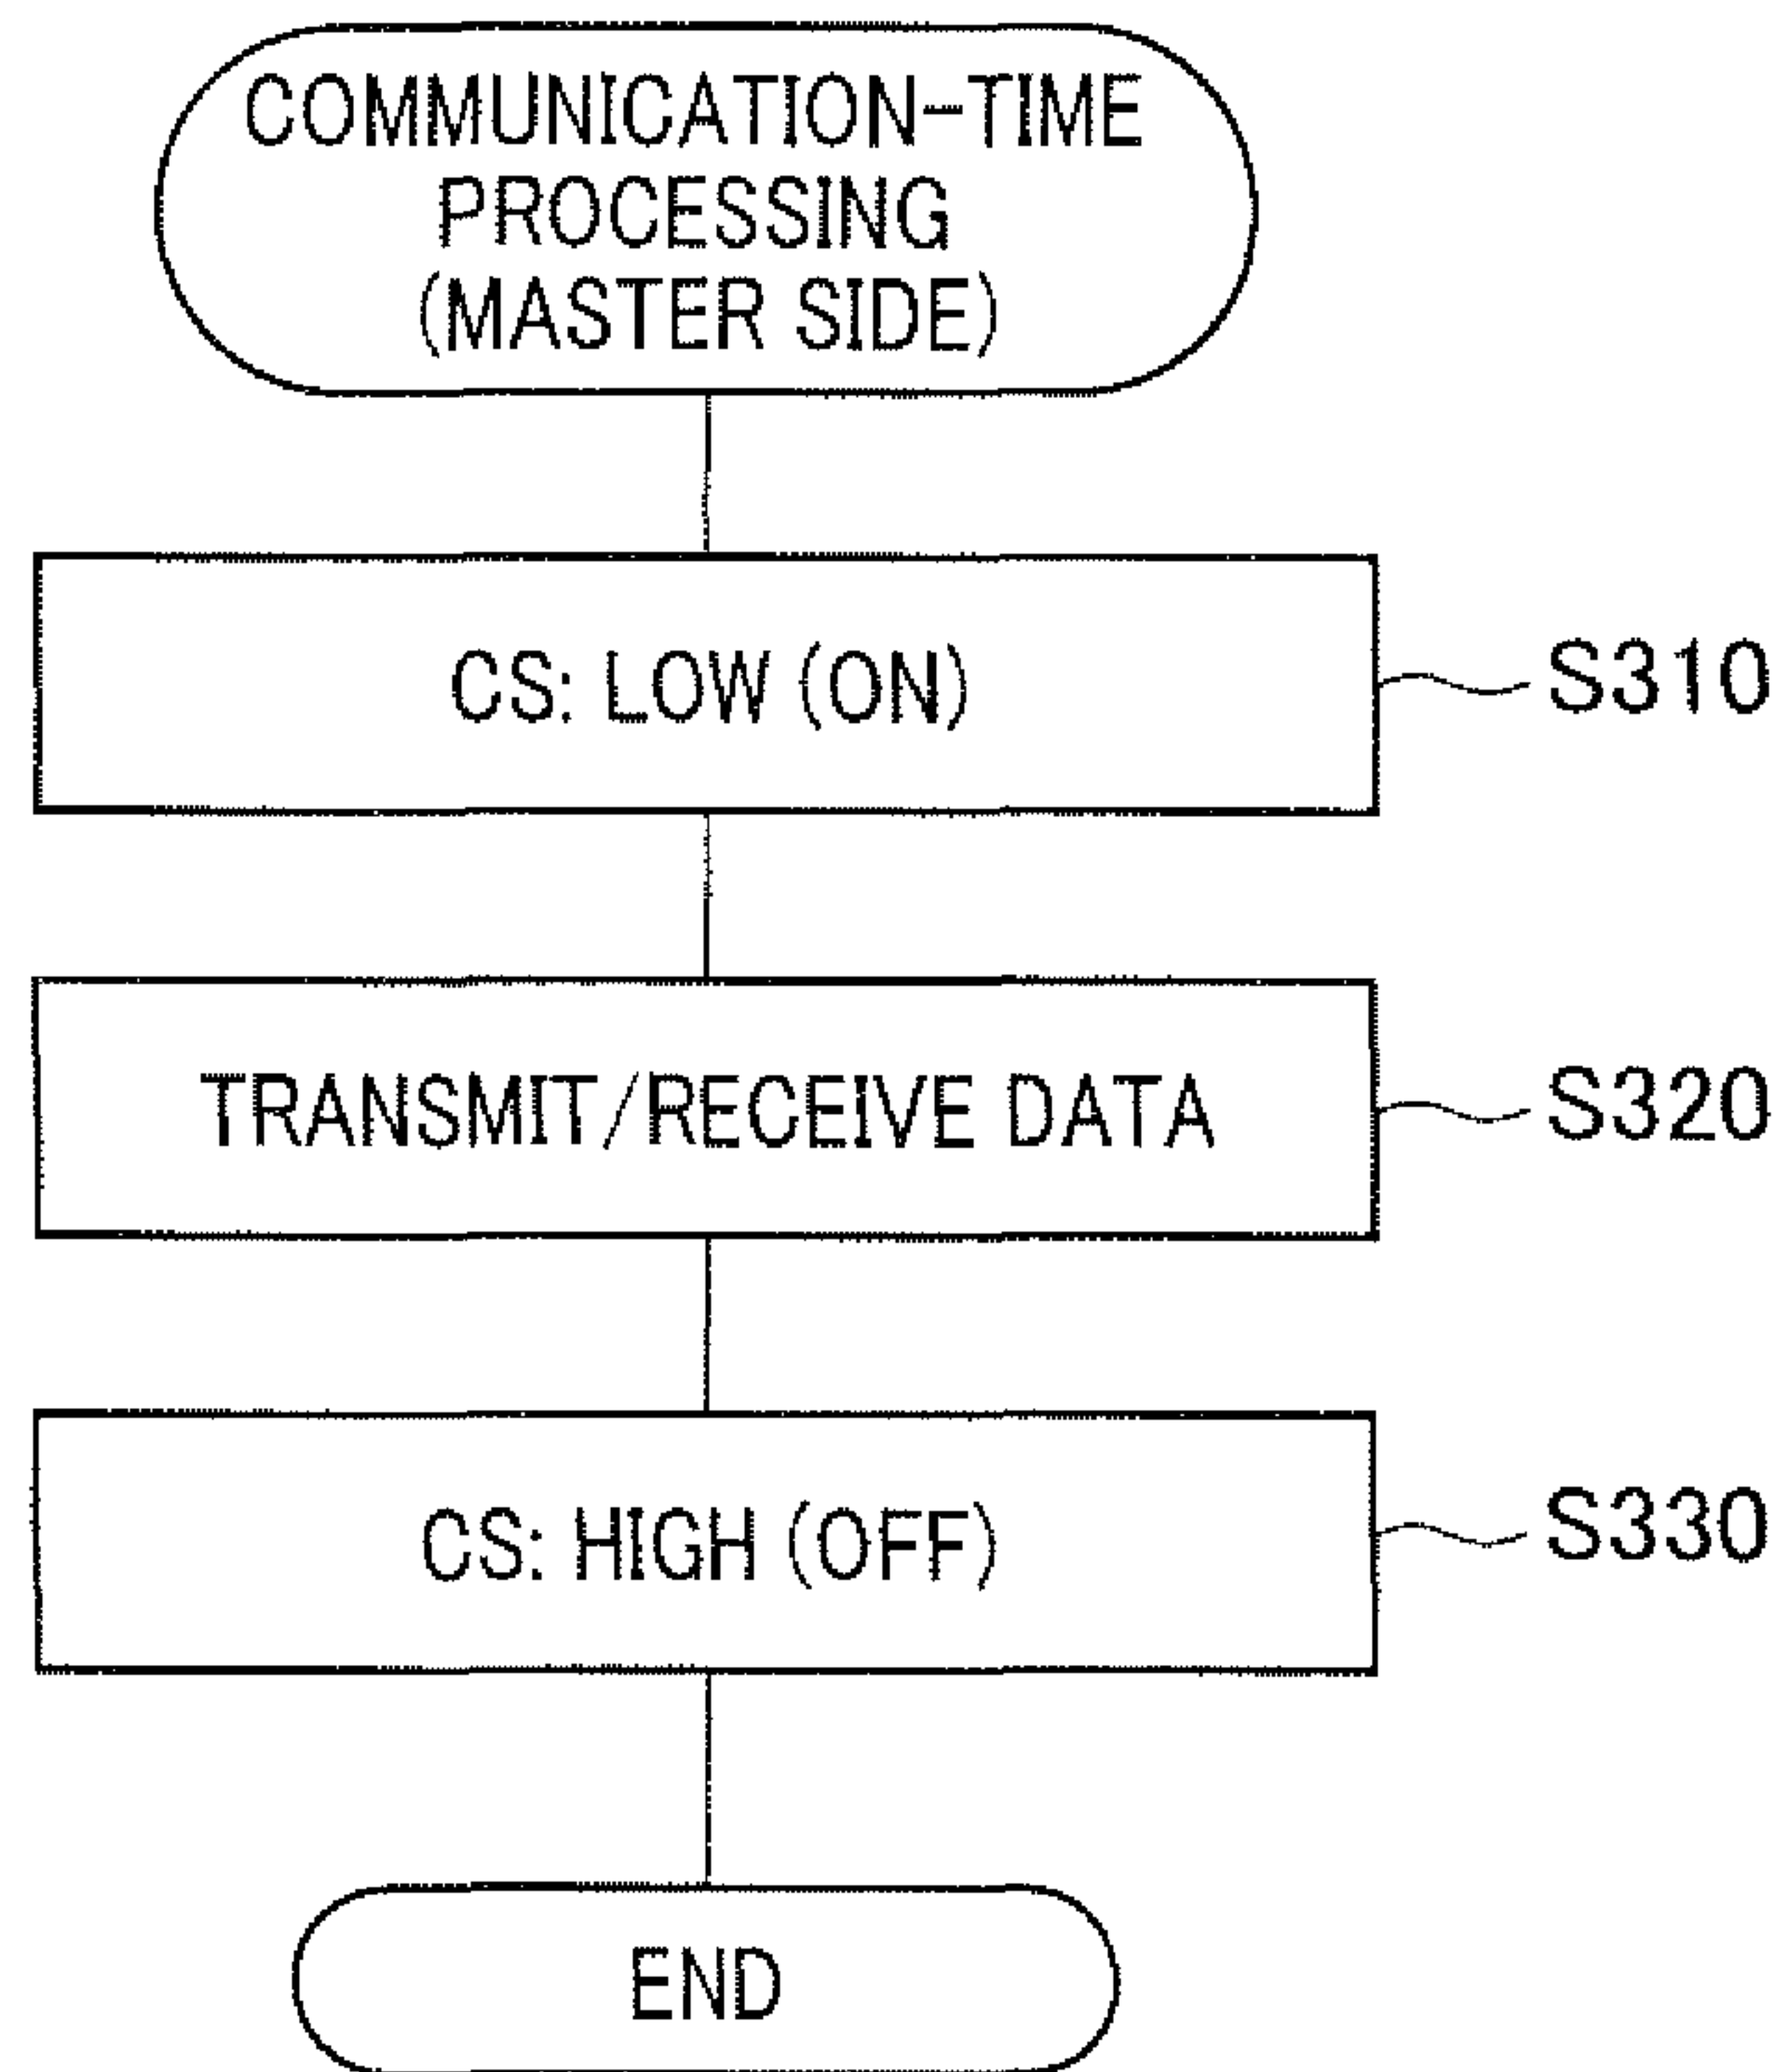 COMMUNICATION-TIME
PROCESSING
(MASTER SIDE)
CS: LOW (ON)
S310
TRANSMIT/RECEIVE DATA
S320
CS: HIGH (OFF)
S330
END